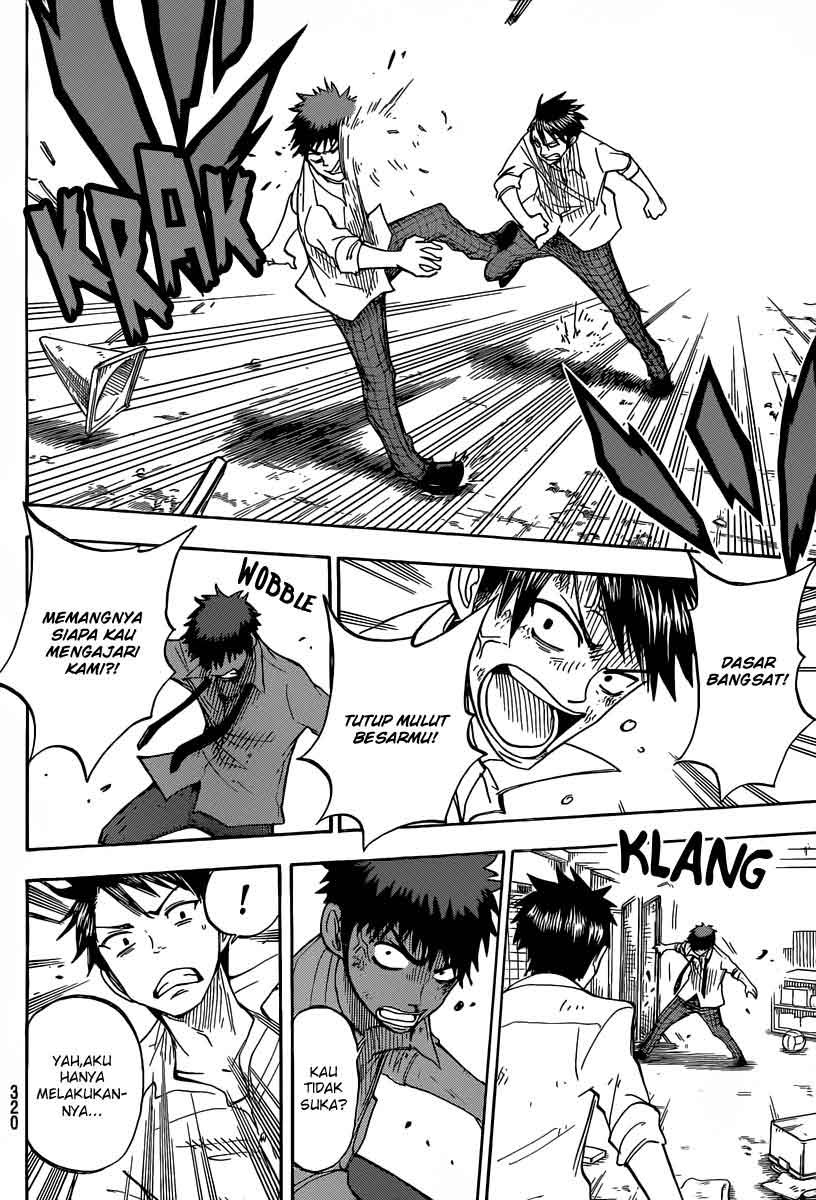 KRAK
DASAR
BANGSAT!
TUTUP MULUT
BESARMU!
WOBBLE
MEMANGNYA
SIAPA KAU
MENGAJARI
KAMI?!
KLANG
KAU
TIDAK
SUKA?
!
YAH,AKU
HANYA
MELAKUKAN-
NYA...
320